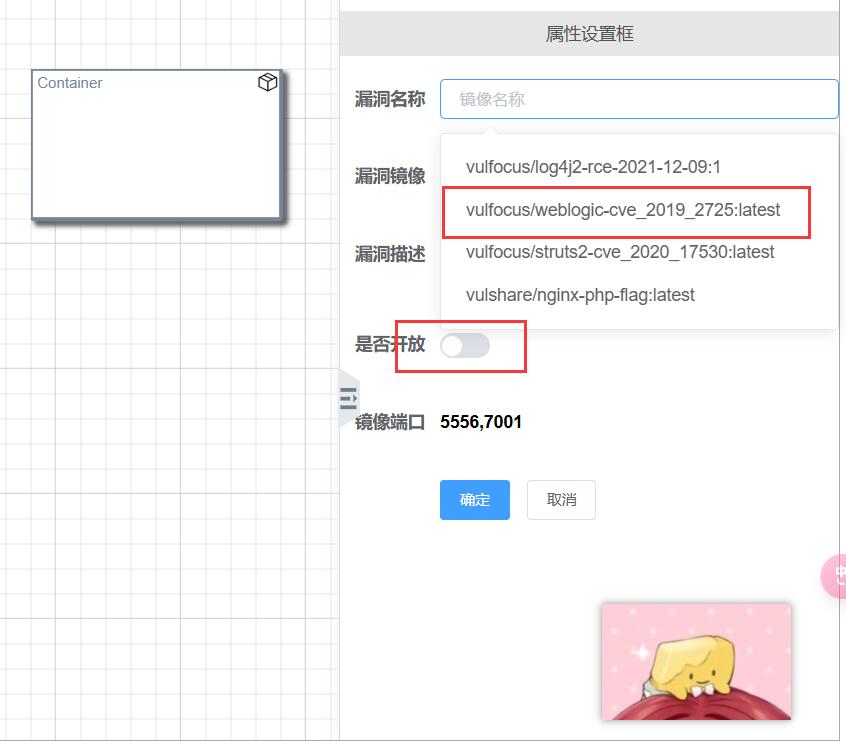 属性设置框
Container
漏洞名称 镜像名称
vulfocus/log4j2-rce-2021-12-09:1
漏洞镜像
vulfocus/weblogic-cve_2019_2725:latest
漏洞描述
vulfocus/struts2-cve_2020_17530:latest
vulshare/nginx-php-flag:latest
是否开放
镜像端口 5556,7001
确定 取消